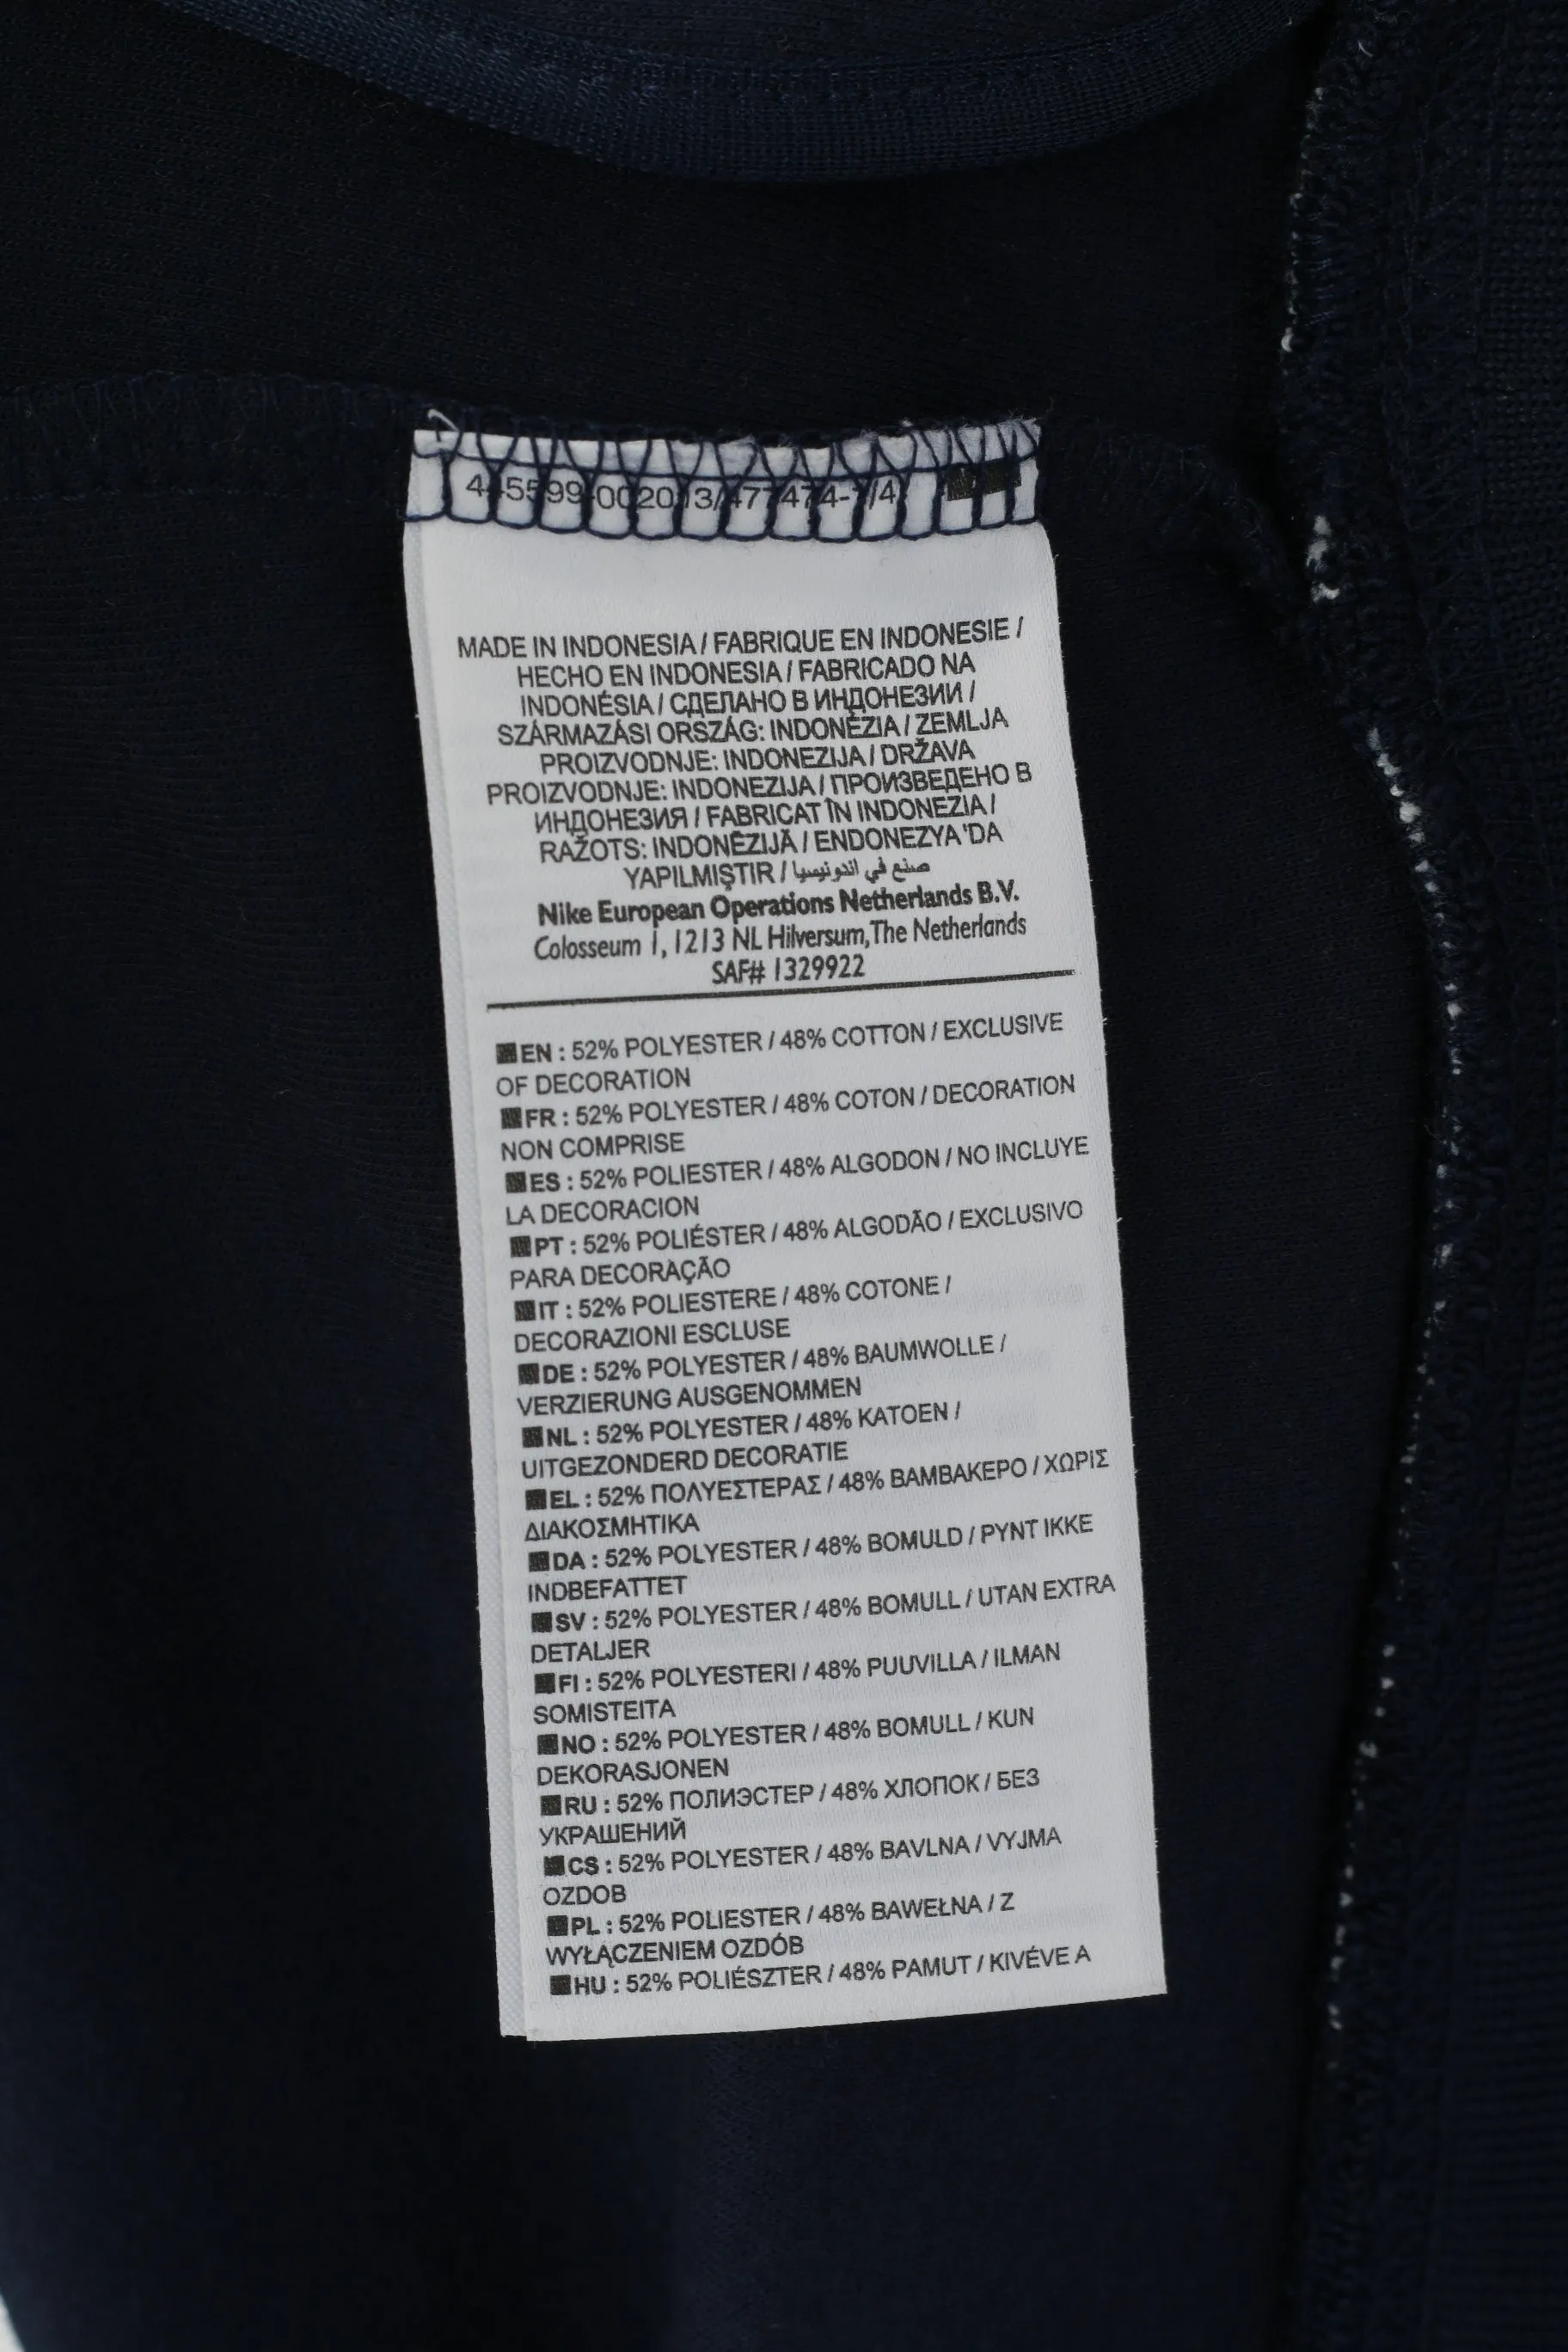 MADE IN INDONESIA / FABRIQUE EN INDONESIE /
HECHO EN INDONESIA / FABRICADO NA
INDONÉSIA / СДЕЛАНО В ИНДОНЕЗИИ /
SZÁRMAZÁSI ORSZÁG: INDONÉZIA / ZEMLJA
PROIZVODNJE: INDONEZIJA / DRŽAVA
PROIZVODNJE: INDONEZIJA / ПРОИЗВЕДЕНО В
ИНДОНЕЗИЯ / FABRICAT ÎN INDONEZIA /
RAŽOTS: INDONĒZIJĀ / ENDONEZYA'DA
YAPILMIŞTIR / صنع في اندونيسيا
Nike European Operations Netherlands B.V.
Colosseum 1, 1213 NL Hilversum, The Netherlands
SAF# 1329922
EN : 52% POLYESTER / 48% COTTON / EXCLUSIVE
OF DECORATION
FR : 52% POLYESTER / 48% COTON / DECORATION
NON COMPRISE
ES : 52% POLIESTER / 48% ALGODON / NO INCLUYE
LA DECORACION
PT : 52% POLIÉSTER / 48% ALGODÃO / EXCLUSIVO
PARA DECORAÇÃO
IT : 52% POLIESTERE / 48% COTONE /
DECORAZIONI ESCLUSE
DE : 52% POLYESTER / 48% BAUMWOLLE /
VERZIERUNG AUSGENOMMEN
NL : 52% POLYESTER / 48% KATOEN /
UITGEZONDERD DECORATIE
EL : 52% ΠΟΛΥΕΣΤΕΡΑΣ / 48% ΒΑΜΒΑΚΕΡΟ / ΧΩΡΙΣ
ΔΙΑΚΟΣΜΗΤΙΚΑ
DA : 52% POLYESTER / 48% BOMULD / PYNT IKKE
INDBEFATTET
SV : 52% POLYESTER / 48% BOMULL / UTAN EXTRA
DETALJER
FI : 52% POLYESTERI / 48% PUUVILLA / ILMAN
SOMISTEITA
NO : 52% POLYESTER / 48% BOMULL / KUN
DEKORASJONEN
RU : 52% ПОЛИЭСТЕР / 48% ХЛОПОК / БЕЗ
УКРАШЕНИЙ
CS : 52% POLYESTER / 48% BAVLNA / VYJMA
OZDOB
PL : 52% POLIESTER / 48% BAWEŁNA / Z
WYŁĄCZENIEM OZDÓB
HU : 52% POLIÉSZTER / 48% PAMUT / KIVÉVE A